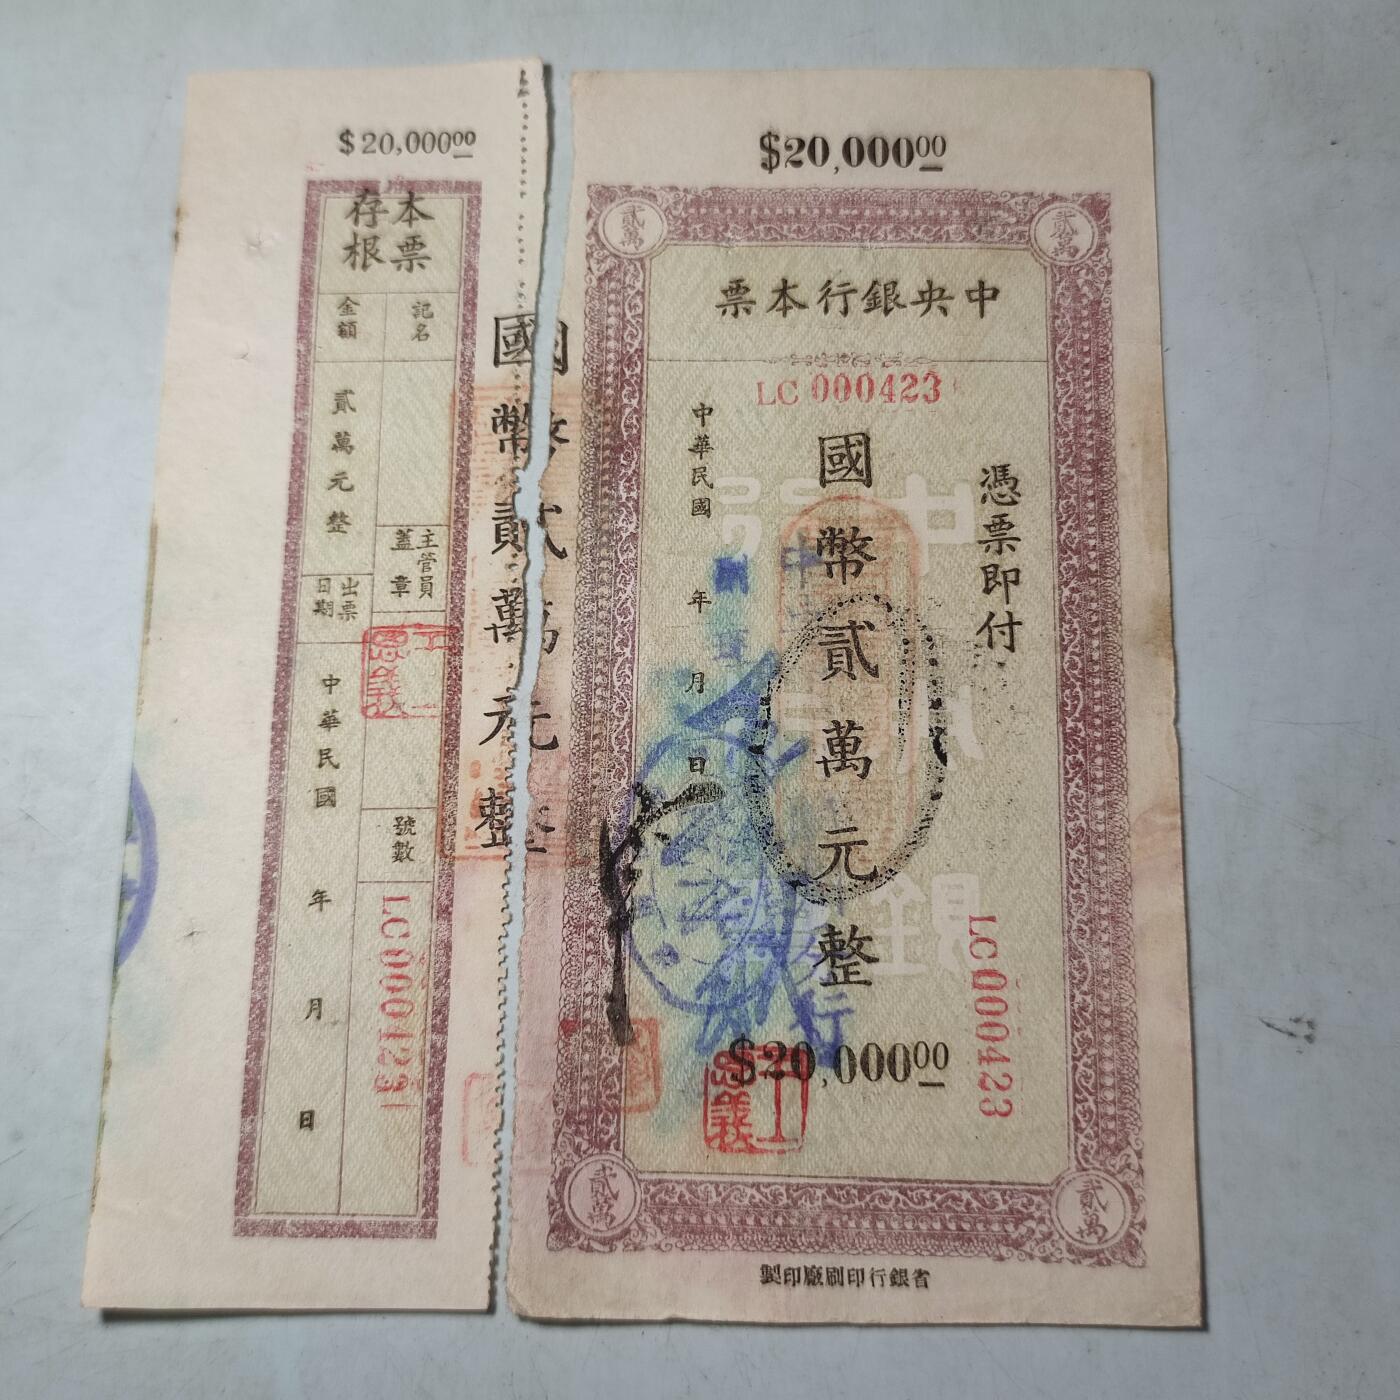 $20,000.00
本票
存根
記名
金額
貳萬元整
主管員
蓋章
出票
日期
中華民國 年 月 日
號數
LC 000423
國幣貳萬元整
$20,000.00
貳萬
貳萬
中央銀行本票
LC 000423
憑票即付
國幣貳萬元整
中華民國 年 月 日
LC 000423
$20,000.00
貳萬
貳萬
省銀行印刷廠印製